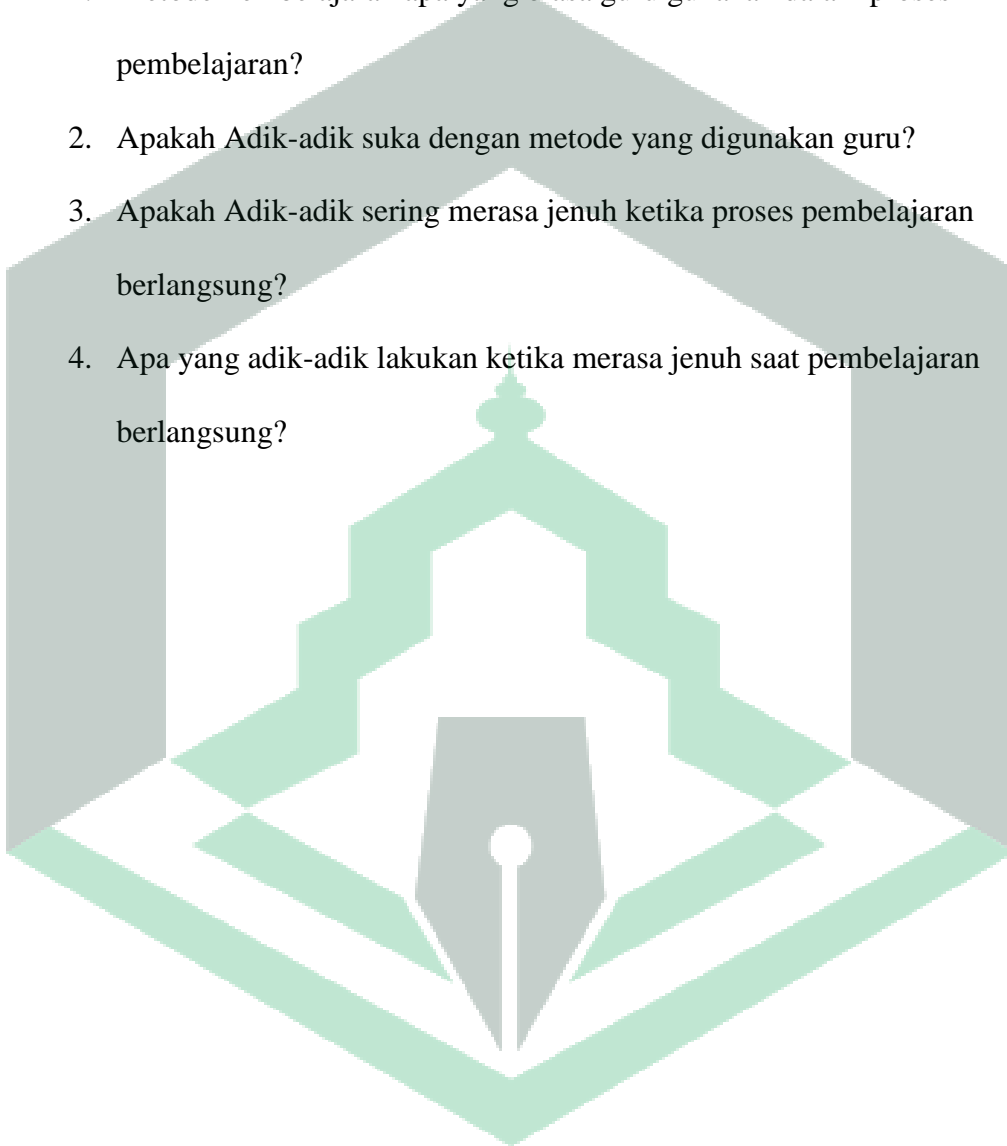 pembelajaran?
2. Apakah Adik-adik suka dengan metode yang digunakan guru?
3. Apakah Adik-adik sering merasa jenuh ketika proses pembelajaran
berlangsung?
4. Apa yang adik-adik lakukan ketika merasa jenuh saat pembelajaran
berlangsung?